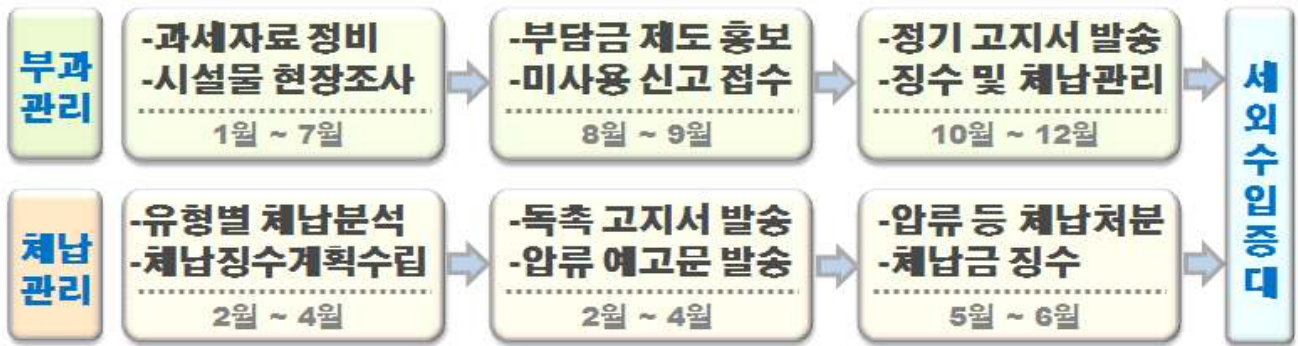 부과
관리
-과세자료 정비
-시설물 현장조사
1월 ~ 7월
-부담금 제도 홍보
-미사용 신고 접수
8월 ~ 9월
-정기 고지서 발송
-징수 및 체납관리
10월 ~ 12월
체납
관리
-유형별 체납분석
-체납징수계획수립
2월 ~ 4월
-독촉 고지서 발송
-압류 예고문 발송
2월 ~ 4월
-압류 등 체납처분
-체납금 징수
5월 ~ 6월
세외수입증대